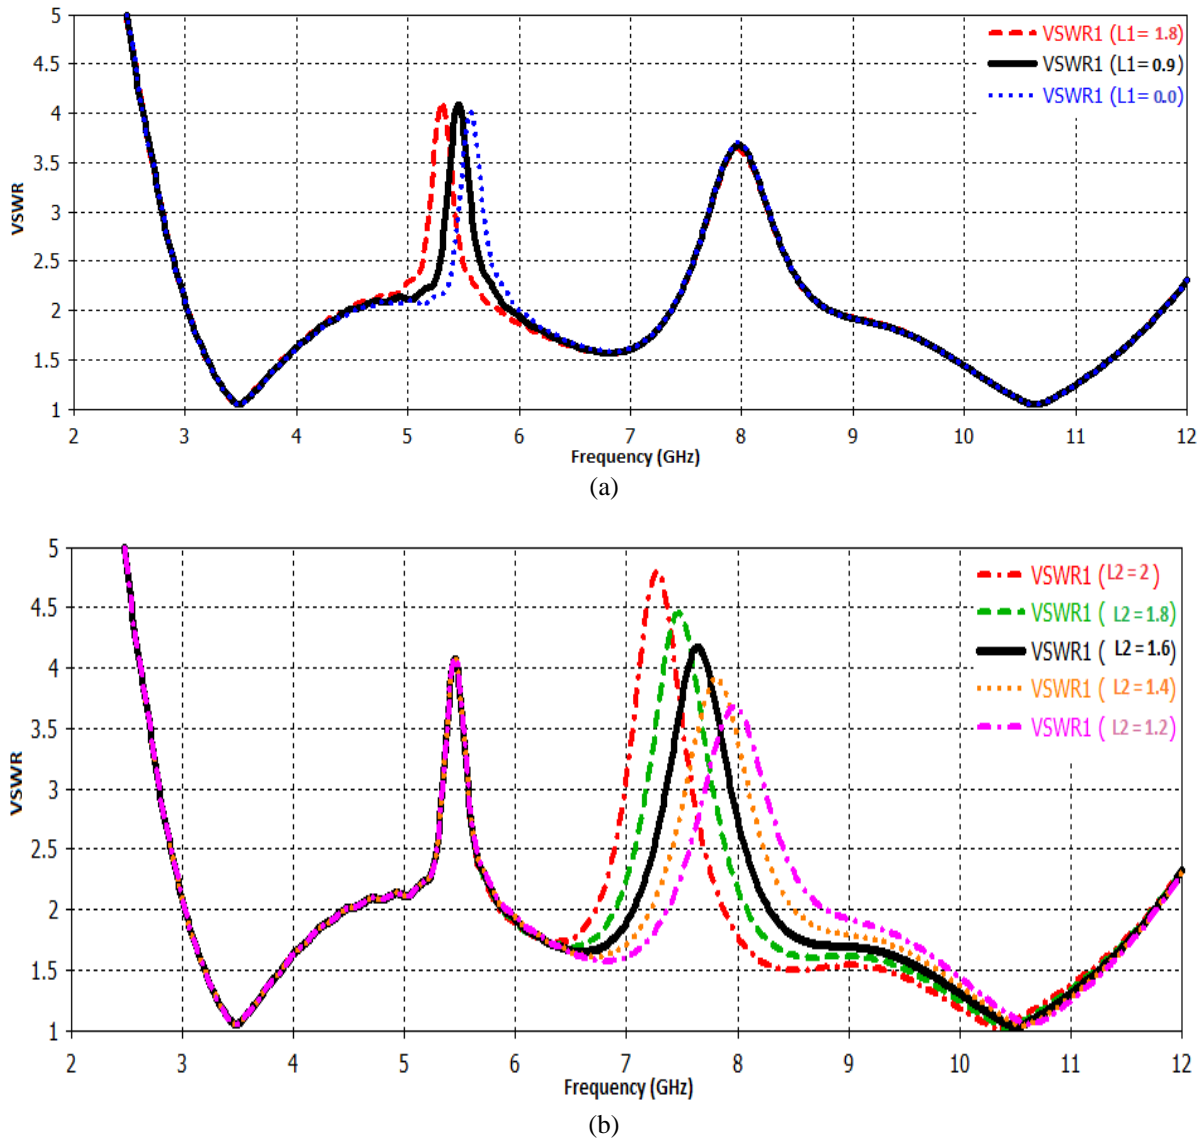 5
4.5
4
3.5
3
2.5
2
1.5
1
VSWR
VSWR1 (L1= 1.8)
VSWR1 (L1= 0.9)
VSWR1 (L1= 0.0)
2 3 4 5 6 7 8 9 10 11 12
Frequency (GHz)
(a)
5
4.5
4
3.5
3
2.5
2
1.5
1
VSWR
VSWR1 ( L2 = 2 )
VSWR1 ( L2 = 1.8)
VSWR1 ( L2 = 1.6)
VSWR1 ( L2 = 1.4)
VSWR1 ( L2 = 1.2)
2 3 4 5 6 7 8 9 10 11 12
Frequency (GHz)
(b)